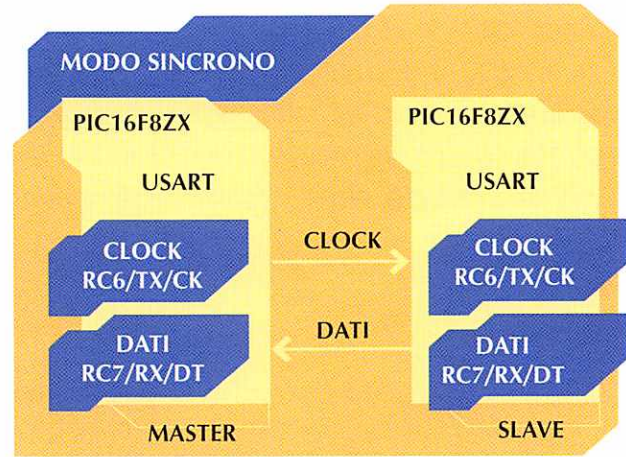 MODO SINCRONO
PIC16F8ZX
USART
CLOCK
RC6/TX/CK
DATI
RC7/RX/DT
MASTER
CLOCK
DATI
PIC16F8ZX
USART
CLOCK
RC6/TX/CK
DATI
RC7/RX/DT
SLAVE